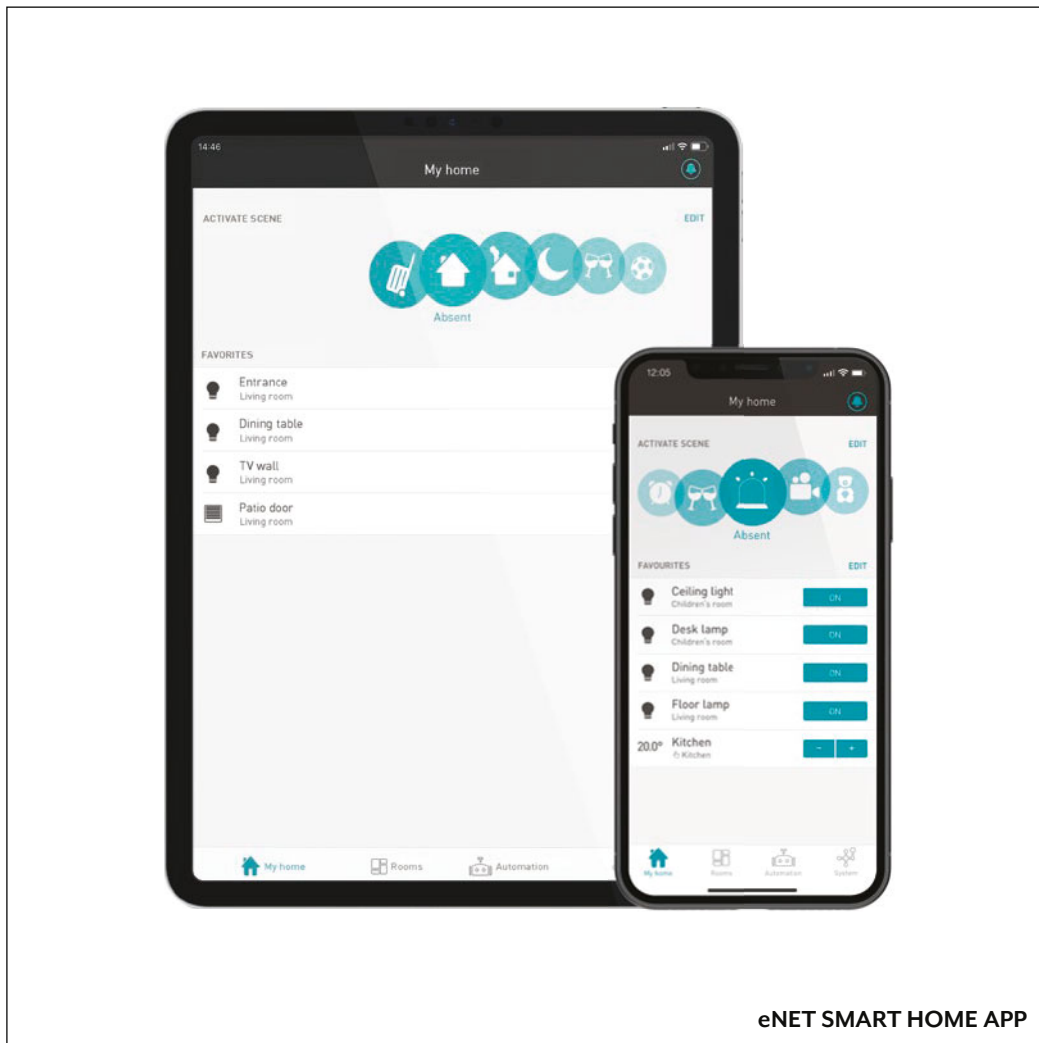 14:46
My home
ACTIVATE SCENE
EDIT
Absent
FAVORITES
Entrance
Living room
Dining table
Living room
TV wall
Living room
Patio door
Living room
My home
Rooms
Automation
12:05
My home
ACTIVATE SCENE
EDIT
Absent
FAVOURITES
EDIT
Ceiling light
Children's room
ON
Desk lamp
Children's room
ON
Dining table
Living room
ON
Floor lamp
Living room
ON
20.0°
Kitchen
Kitchen
- +
My home
Rooms
Automation
System
eNET SMART HOME APP